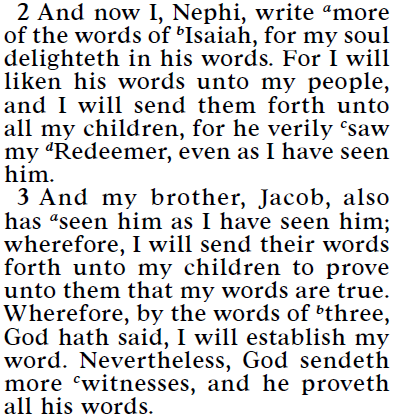 2 And now I, Nephi, write ᵃmore
of the words of ᵇIsaiah, for my soul
delighteth in his words. For I will
liken his words unto my people,
and I will send them forth unto
all my children, for he verily ᶜsaw
my ᵈRedeemer, even as I have seen
him.
3 And my brother, Jacob, also
has ᵃseen him as I have seen him;
wherefore, I will send their words
forth unto my children to prove
unto them that my words are true.
Wherefore, by the words of ᵇthree,
God hath said, I will establish my
word. Nevertheless, God sendeth
more ᶜwitnesses, and he proveth
all his words.